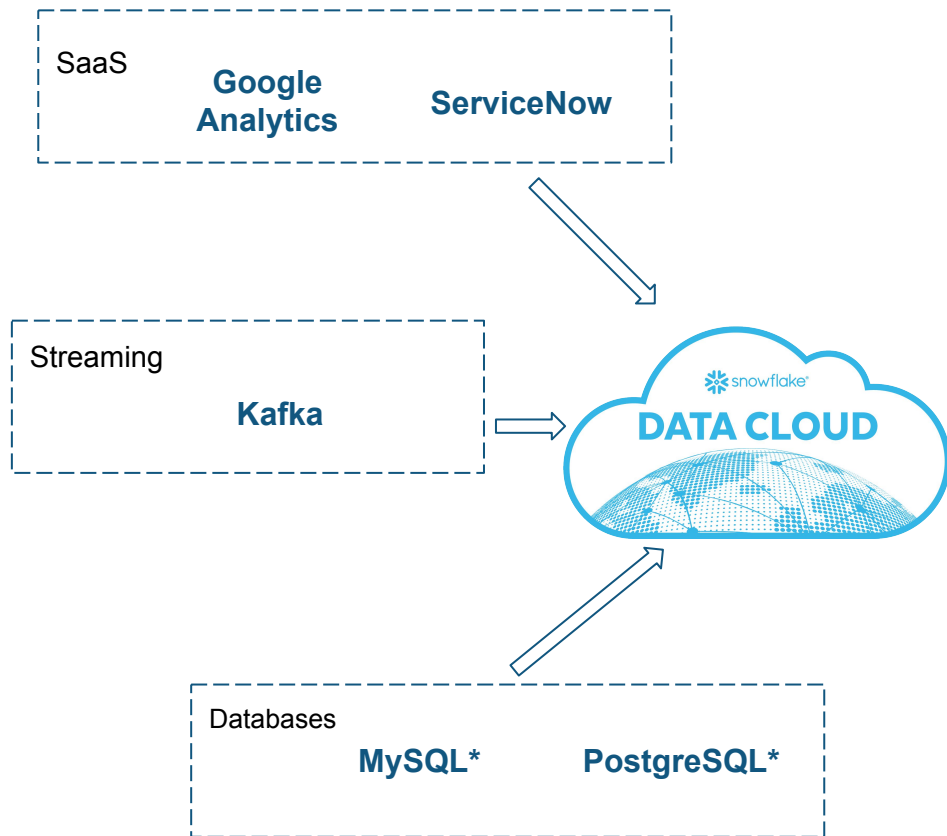 SaaS
Google
Analytics
ServiceNow
Streaming
Kafka
snowflake®
DATA CLOUD
Databases
MySQL*
PostgreSQL*